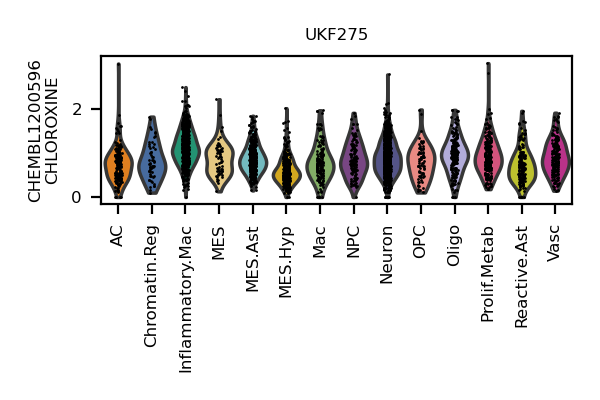 UKF275
CHEMBL1200596
CHLOROXINE
2
0
AC
Chromatin.Reg
Inflammatory.Mac
MES
MES.Ast
MES.Hyp
Mac
NPC
Neuron
OPC
Oligo
Prolif.Metab
Reactive.Ast
Vasc